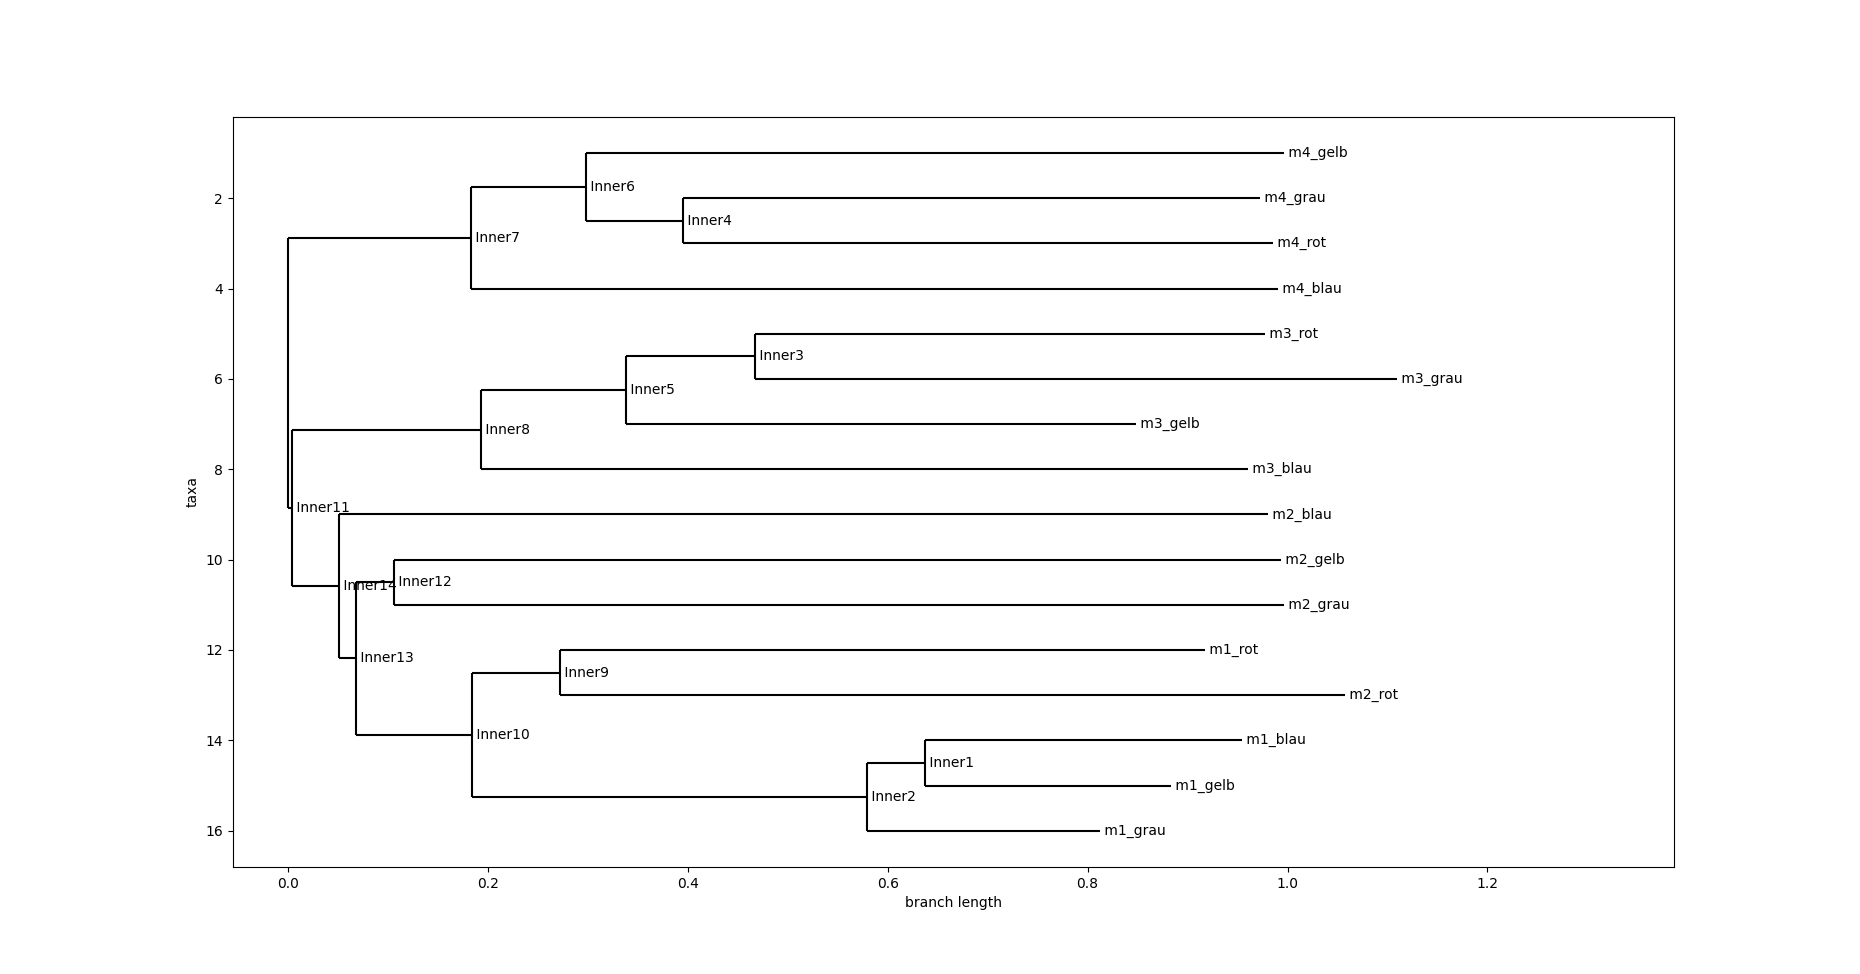 m4_gelb
Inner6
2
m4_grau
Inner4
Inner7
m4_rot
4
m4_blau
m3_rot
Inner3
6
m3_grau
Inner5
m3_gelb
Inner8
8
m3_blau
taxa
Inner11
m2_blau
10
m2_gelb
Inner14
Inner12
m2_grau
12
m1_rot
Inner13
Inner9
m2_rot
Inner10
14
m1_blau
Inner1
m1_gelb
Inner2
16
m1_grau
0.0 0.2 0.4 0.6 0.8 1.0 1.2
branch length